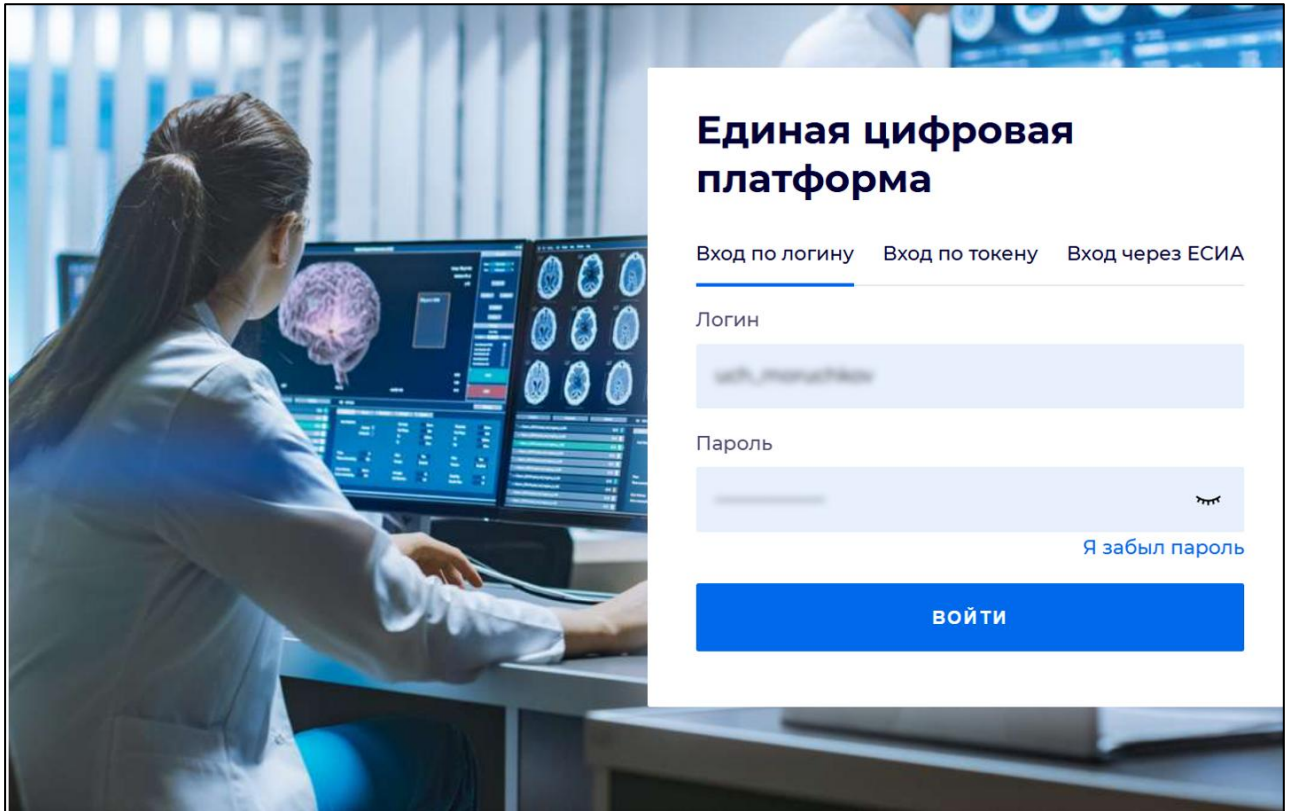 Единая цифровая
платформа
Вход по логину Вход по токену Вход через ЕСИА
Логин
Пароль
Я забыл пароль
ВОЙТИ